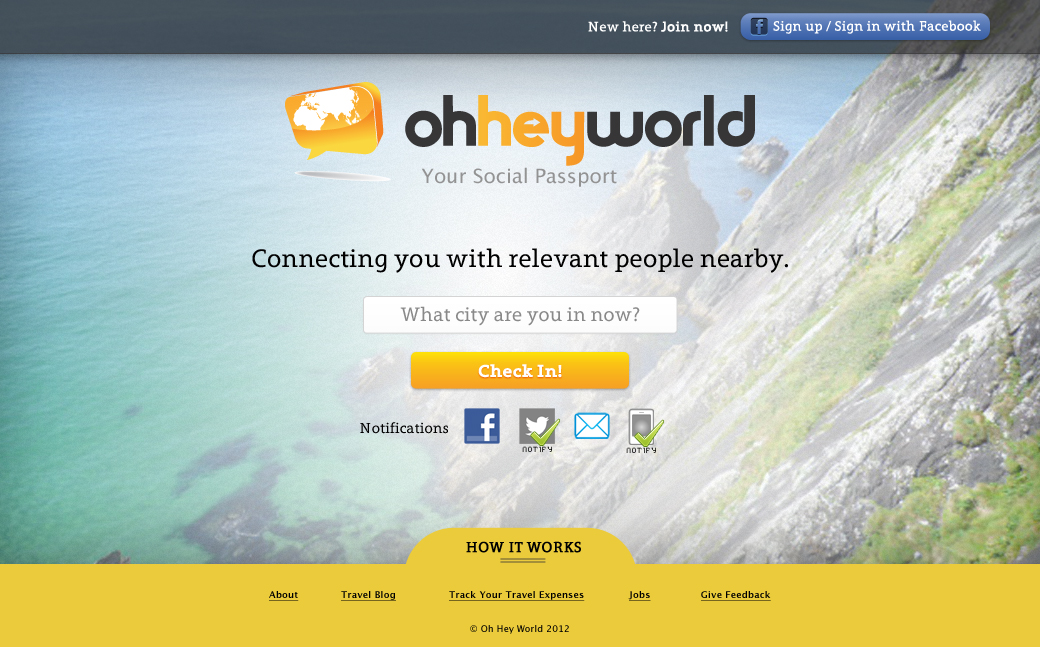 New here? Join now!
Sign up / Sign in with Facebook
ohheyworld
Your Social Passport
Connecting you with relevant people nearby.
What city are you in now?
Check In!
Notifications
NOTIFY
NOTIFY
HOW IT WORKS
About
Travel Blog
Track Your Travel Expenses
Jobs
Give Feedback
© Oh Hey World 2012